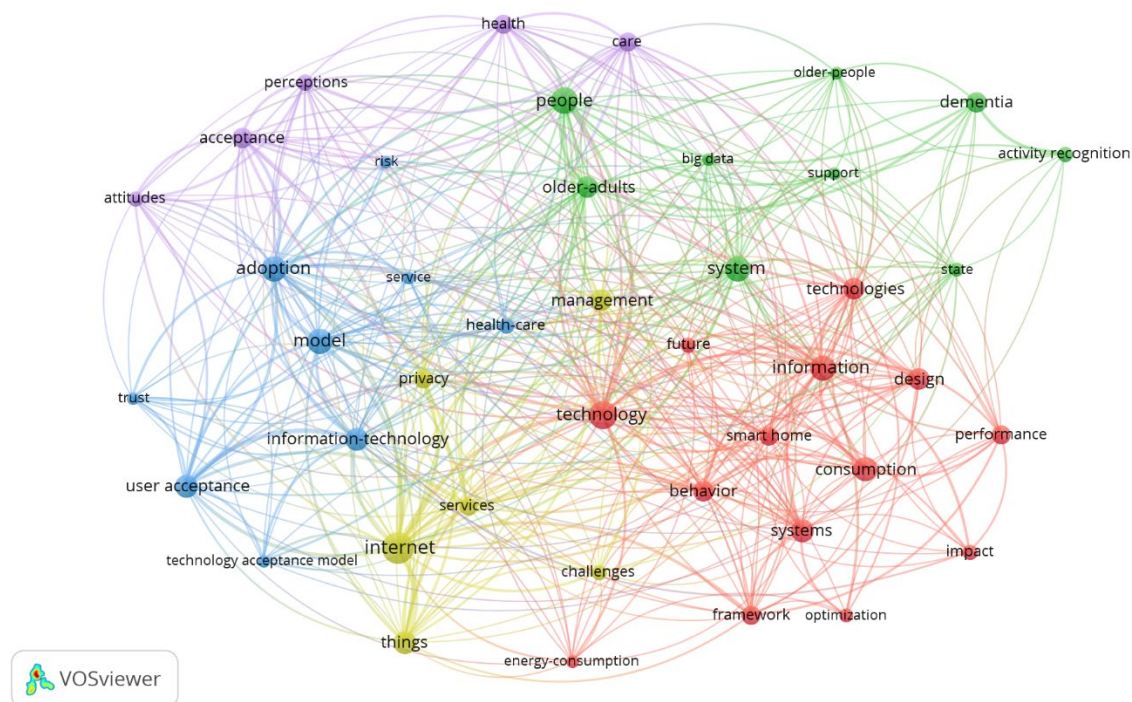 health
care
older-people
perceptions
people
dementia
acceptance
activity recognition
risk
big data
support
older-adults
attitudes
adoption
system
service
state
technologies
management
health-care
model
future
information
privacy
design
trust
technology
information-technology
smart home
performance
consumption
user acceptance
behavior
services
systems
internet
impact
technology acceptance model
challenges
framework
optimization
things
energy-consumption
VOSviewer